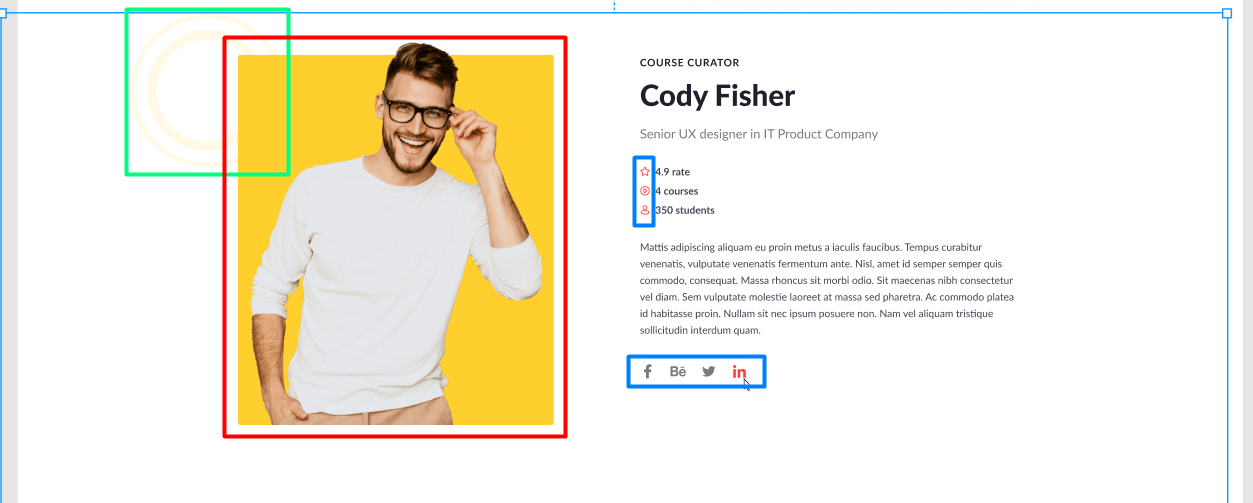 COURSE CURATOR
Cody Fisher
Senior UX designer in IT Product Company
4.9 rate
4 courses
350 students
Mattis adipiscing aliquam eu proin metus a iaculis faucibus. Tempus curabitur
venenatis, vulputate venenatis fermentum ante. Nisl, amet id semper semper quis
commodo, consequat. Massa rhoncus sit morbi odio. Sit maecenas nibh consectetur
vel diam. Sem vulputate molestie laoreet at massa sed pharetra. Ac commodo platea
id habitasse proin. Nullam sit nec ipsum posuere non. Nam vel aliquam tristique
sollicitudin interdum quam.
f Bē in